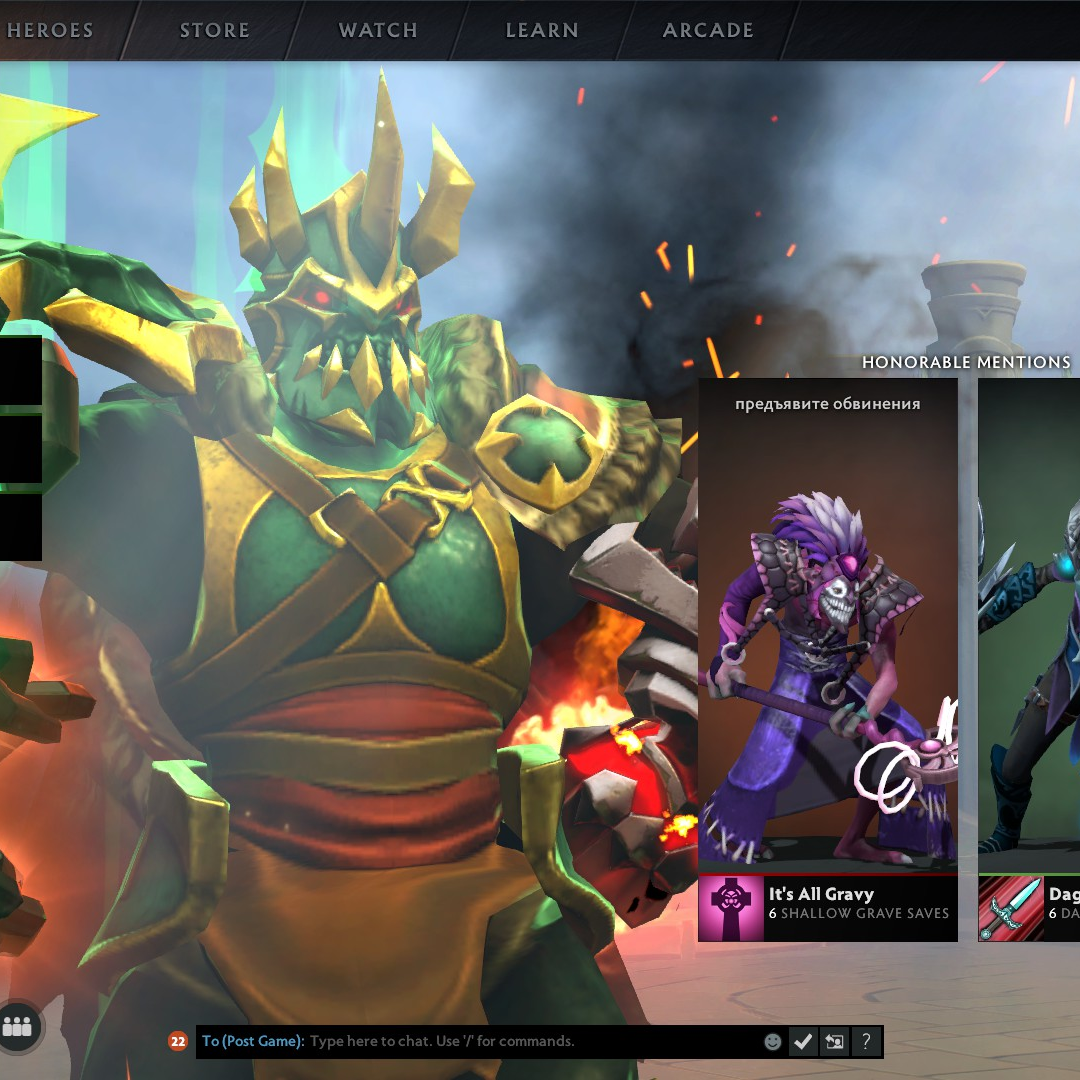 HEROES
STORE
WATCH
LEARN
ARCADE
HONORABLE MENTIONS
предъявите обвинения
It's All Gravy
6 SHALLOW GRAVE SAVES
Dag
6 DA
22
To (Post Game): Type here to chat. Use '/' for commands.
?